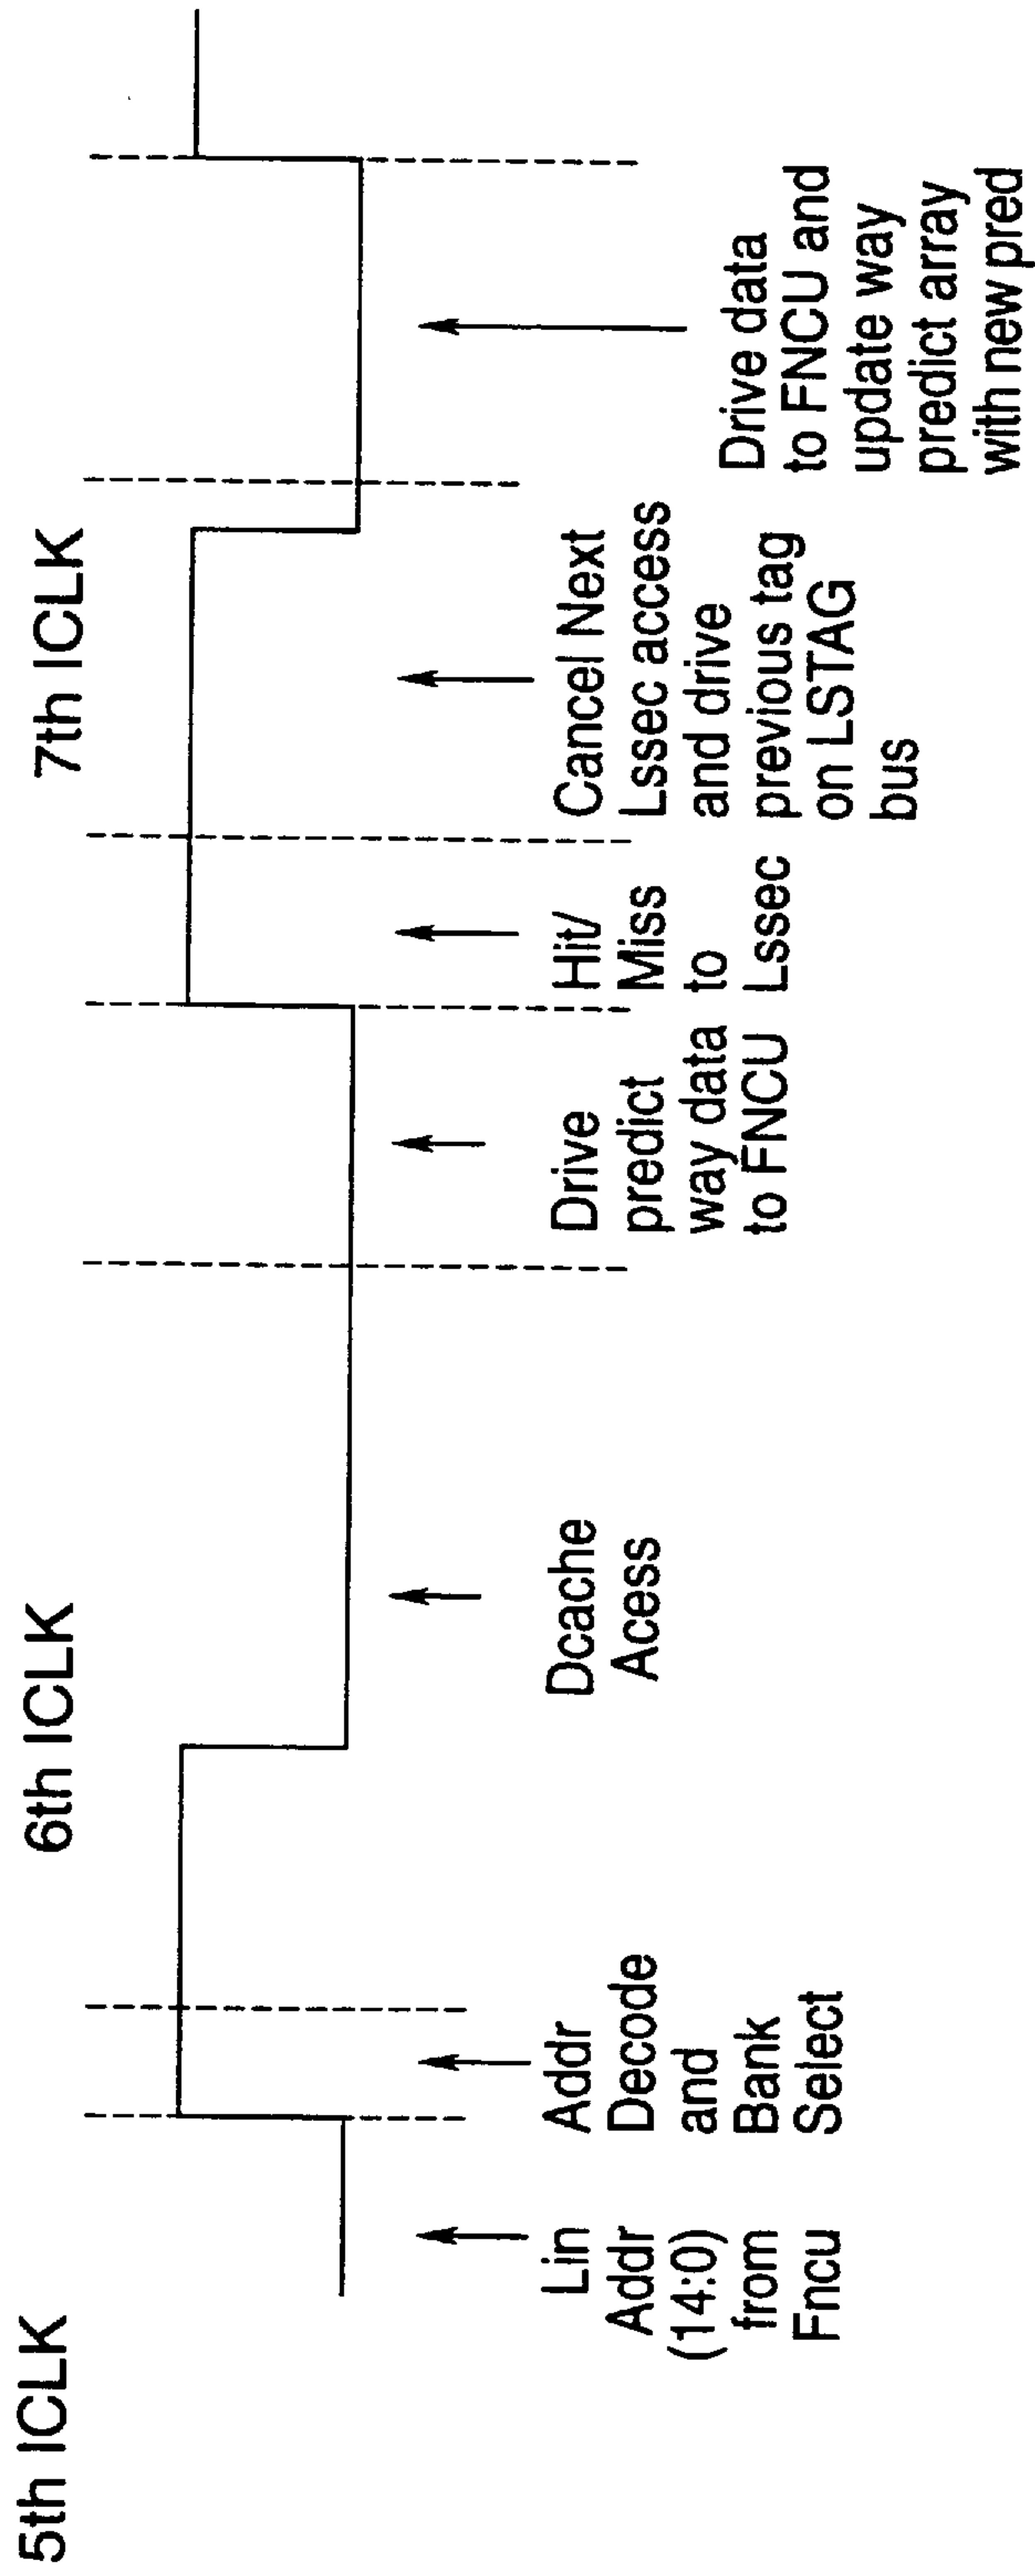 5th ICLK
6th ICLK
7th ICLK
Lin
Addr
(14:0)
from
Fncu
Addr
Decode
and
Bank
Select
Dcache
Acess
Drive
predict
way data
to FNCU
Hit/
Miss
way to
Lssec
Cancel Next
Lssec access
and drive
previous tag
on LSTAG
bus
Drive data
to FNCU and
update way
predict array
with new pred